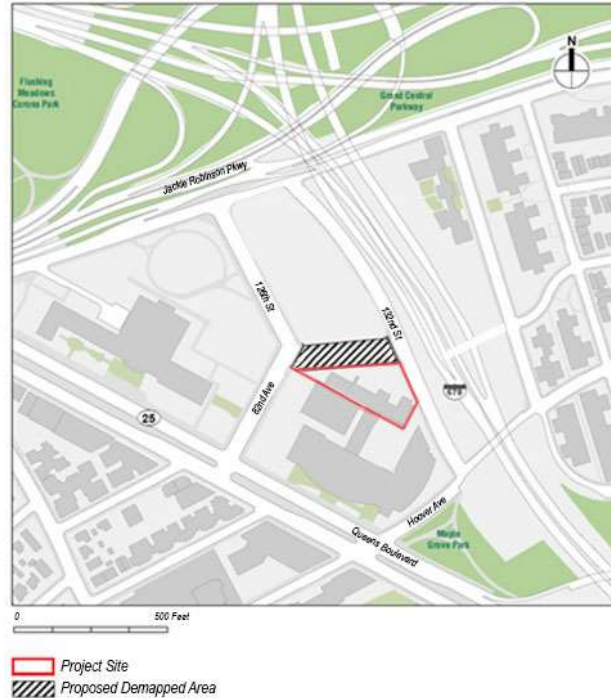 N
Flushing
Meadows
Corona Park
Grand Central
Parkway
Jackie Robinson Pkwy
126th St
132nd St
82nd Ave
678
25
Hoover Ave
Queens Boulevard
Maple
Grove Park
0 500 Feet
Project Site
Proposed Demapped Area